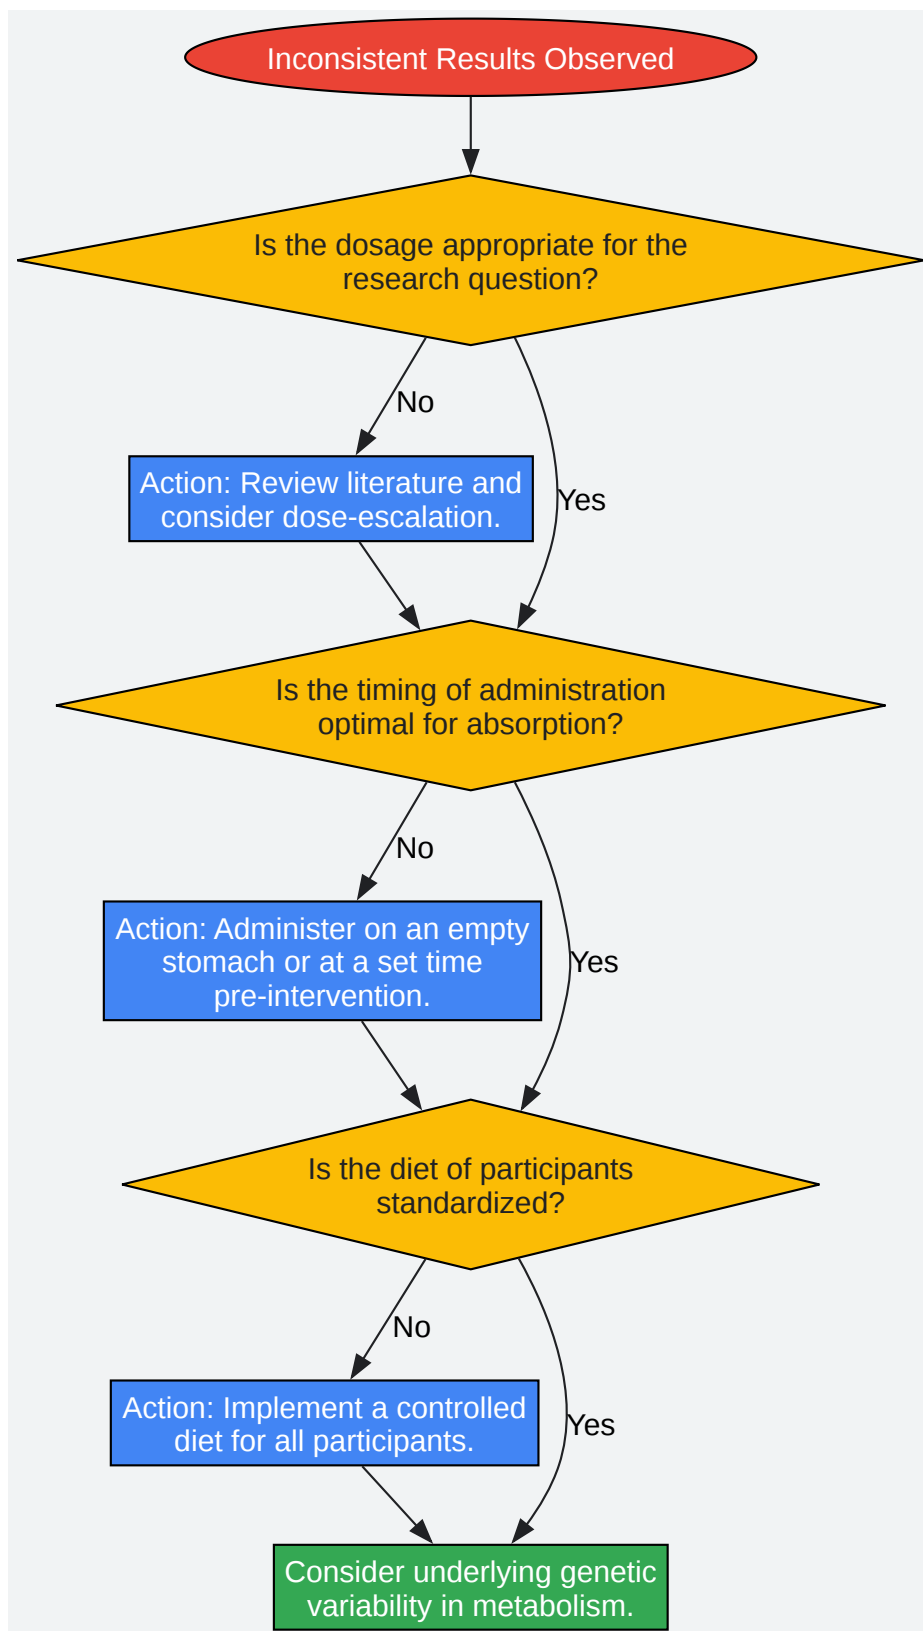 Inconsistent Results Observed
Is the dosage appropriate for the
research question?
No
Action: Review literature and
consider dose-escalation.
Yes
Is the timing of administration
optimal for absorption?
No
Action: Administer on an empty
stomach or at a set time
pre-intervention.
Yes
Is the diet of participants
standardized?
No
Action: Implement a controlled
diet for all participants.
Yes
Consider underlying genetic
variability in metabolism.